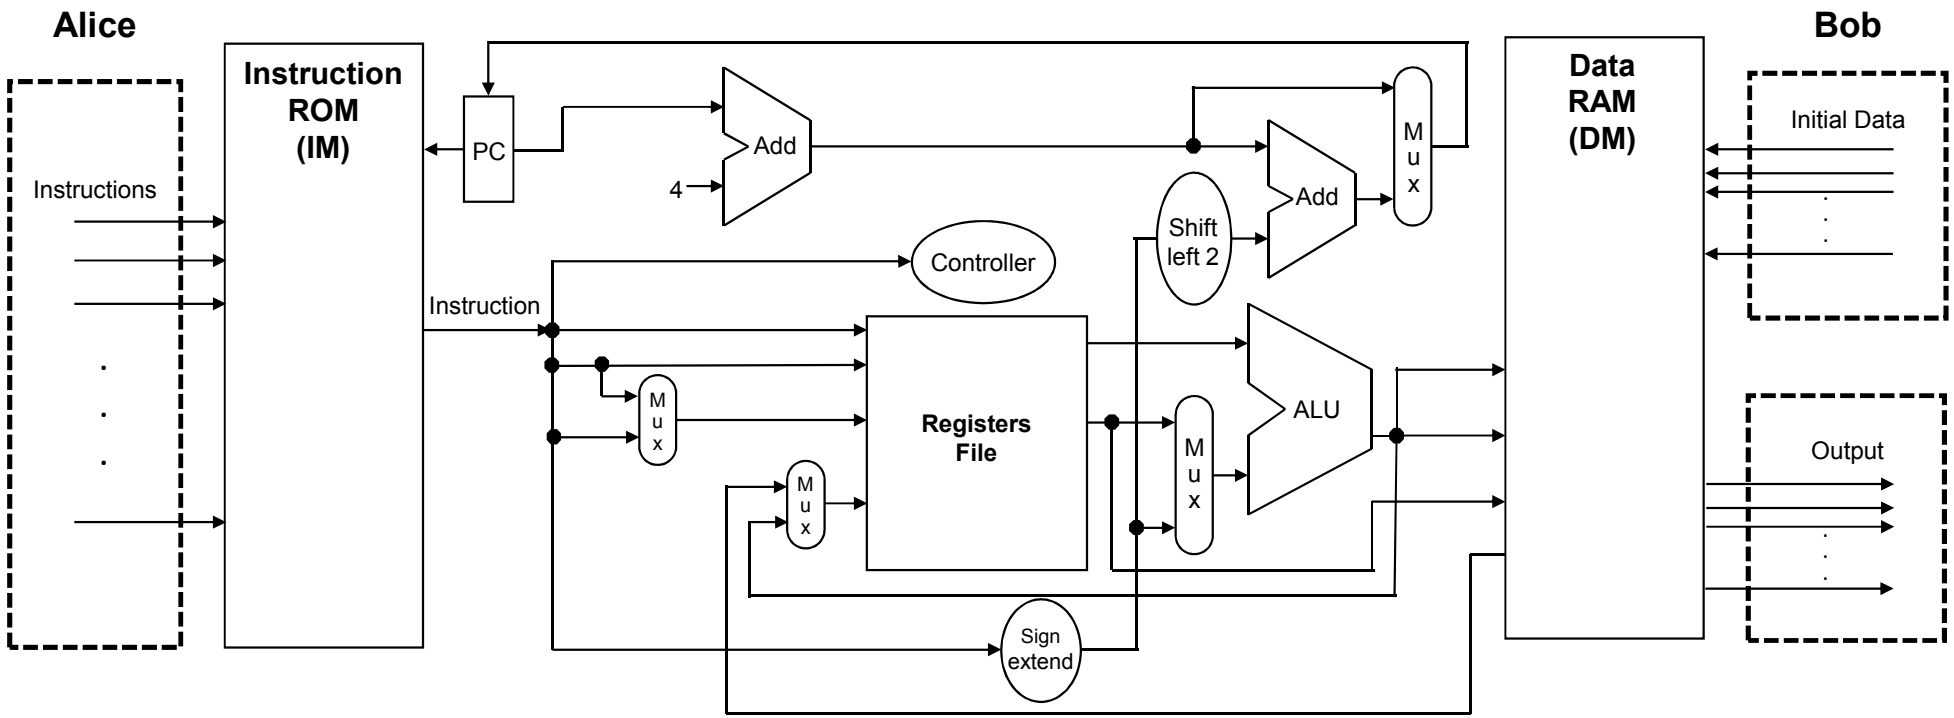 Alice
Instructions
.
.
.
Instruction
ROM
(IM)
PC
4
Add
Shift
left 2
Add
M
u
x
Instruction
Controller
M
u
x
M
u
x
Registers
File
M
u
x
ALU
Sign
extend
Data
RAM
(DM)
Bob
Initial Data
.
.
.
Output
.
.
.